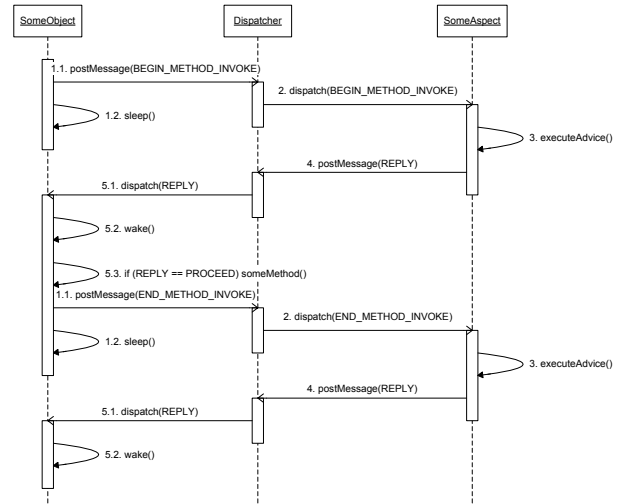 SomeObject
Dispatcher
SomeAspect
1.1. postMessage(BEGIN_METHOD_INVOKE)
2. dispatch(BEGIN_METHOD_INVOKE)
1.2. sleep()
3. executeAdvice()
4. postMessage(REPLY)
5.1. dispatch(REPLY)
5.2. wake()
5.3. if (REPLY == PROCEED) someMethod()
1.1. postMessage(END_METHOD_INVOKE)
2. dispatch(END_METHOD_INVOKE)
1.2. sleep()
3. executeAdvice()
4. postMessage(REPLY)
5.1. dispatch(REPLY)
5.2. wake()